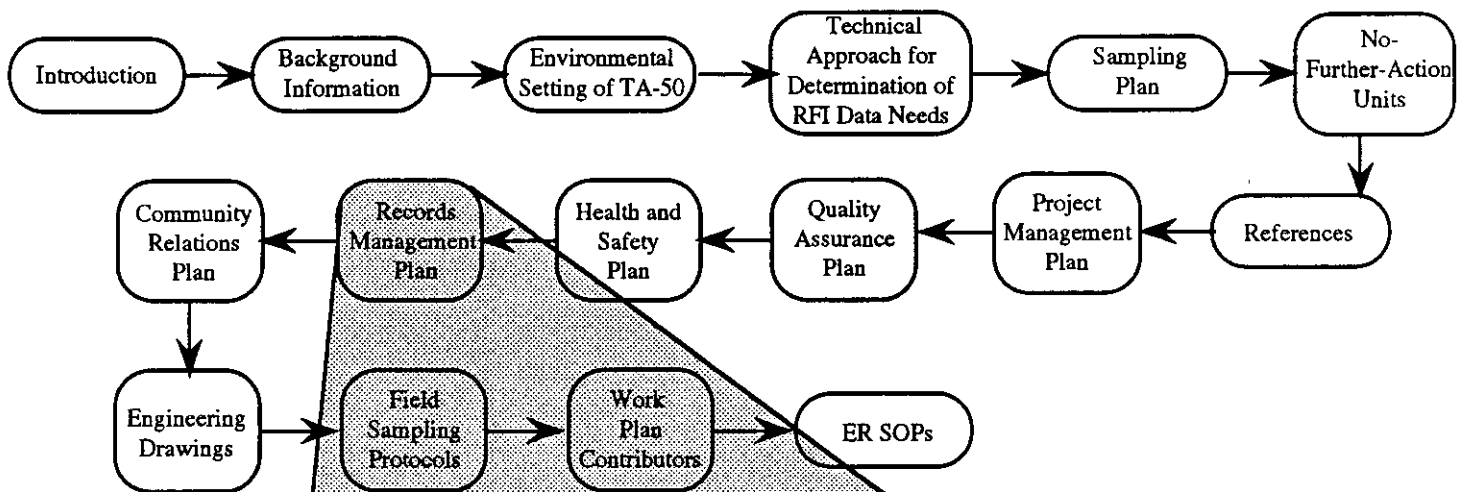 Introduction
Background
Information
Environmental
Setting of TA-50
Technical
Approach for
Determination of
RFI Data Needs
Sampling
Plan
No-
Further-Action
Units
References
Project
Management
Plan
Quality
Assurance
Plan
Health and
Safety
Plan
Records
Management
Plan
Community
Relations
Plan
Engineering
Drawings
Field
Sampling
Protocols
Work
Plan
Contributors
ER SOPs